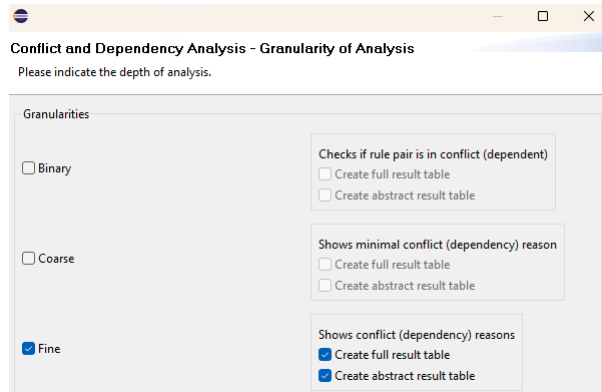 Conflict and Dependency Analysis - Granularity of Analysis
Please indicate the depth of analysis.
Granularities
Binary
Checks if rule pair is in conflict (dependent)
Create full result table
Create abstract result table
Coarse
Shows minimal conflict (dependency) reason
Create full result table
Create abstract result table
Fine
Shows conflict (dependency) reasons
Create full result table
Create abstract result table